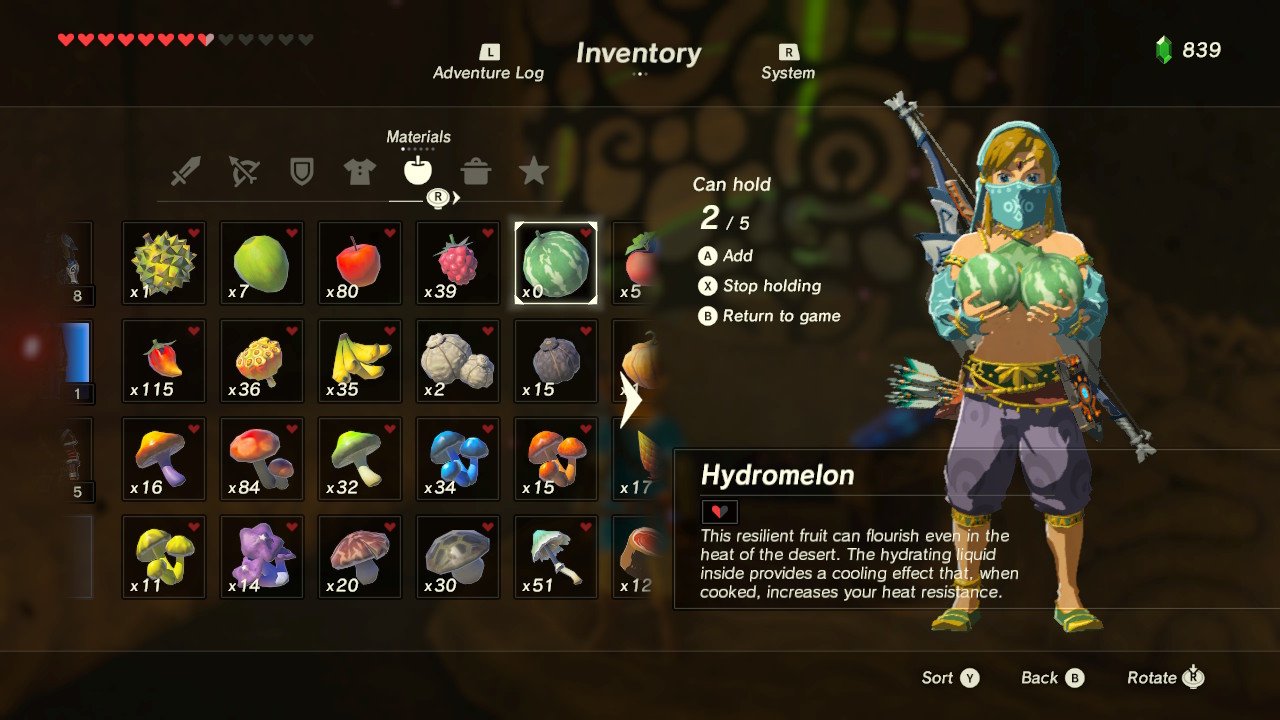 L
Adventure Log
Inventory
R
System
839
Materials
R
Can hold
2 / 5
A Add
X Stop holding
B Return to game
8
x1
x7
x80
x39
x0
x5
1
x115
x36
x35
x2
x15
5
x16
x84
x32
x34
x15
x17
x11
x14
x20
x30
x51
x12
Hydromelon
This resilient fruit can flourish even in the
heat of the desert. The hydrating liquid
inside provides a cooling effect that, when
cooked, increases your heat resistance.
Sort Y
Back B
Rotate R